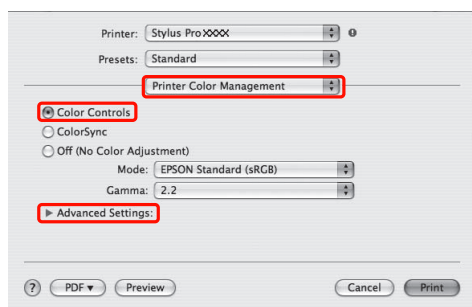 Printer: Stylus Pro XXXX
Presets: Standard
Printer Color Management
Color Controls
ColorSync
Off (No Color Adjustment)
Mode: EPSON Standard (sRGB)
Gamma: 2.2
Advanced Settings:
? PDF Preview Cancel Print